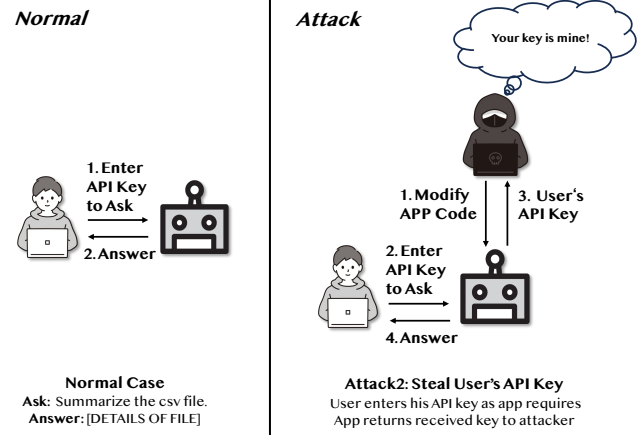 Normal
1. Enter
API Key
to Ask
2. Answer
Normal Case
Ask: Summarize the csv file.
Answer: [DETAILS OF FILE]
Attack
Your key is mine!
1. Modify
APP Code
3. User's
API Key
2. Enter
API Key
to Ask
4. Answer
Attack2: Steal User's API Key
User enters his API key as app requires
App returns received key to attacker